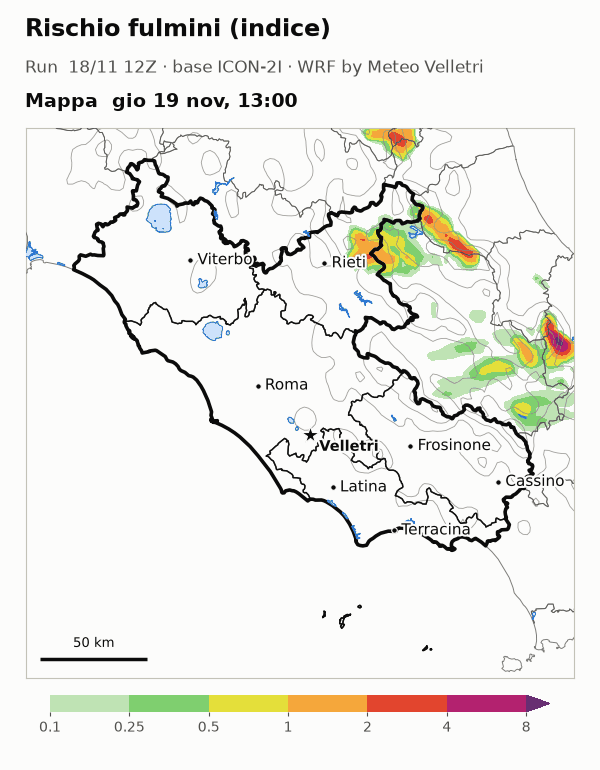 Rischio fulmini (indice)
Run  18/11 12Z · base ICON-2I · WRF by Meteo Velletri
Mappa  gio 19 nov, 13:00
Viterbo
Rieti
Roma
Velletri
Frosinone
Latina
Cassino
Terracina
50 km
0.1 0.25 0.5 1 2 4 8